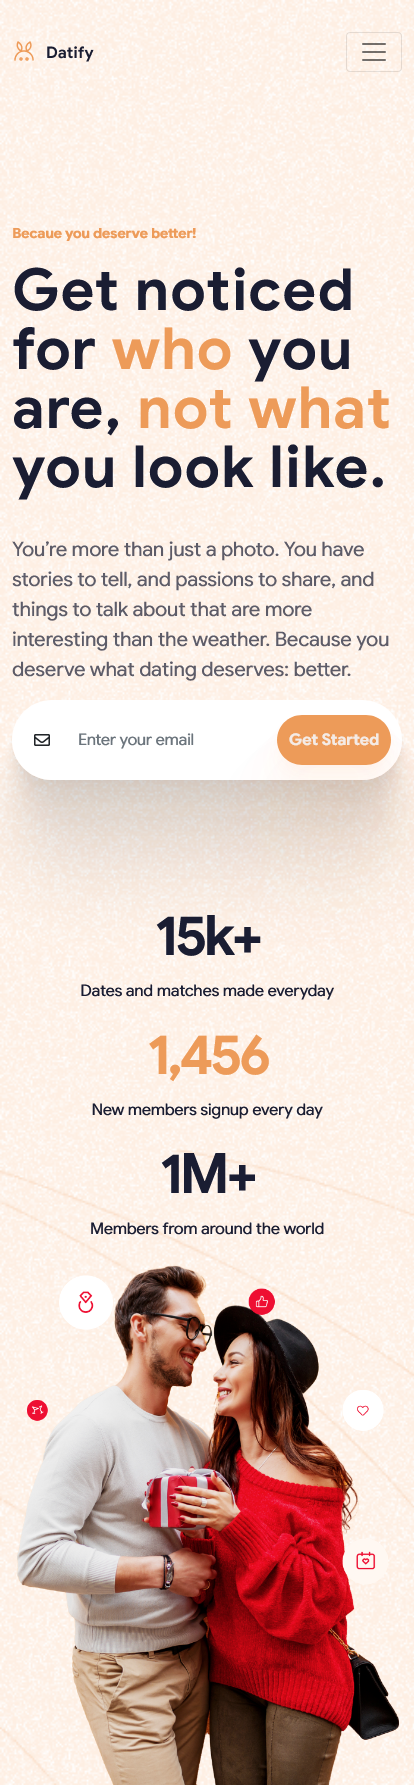 Datify
Becaue you deserve better!
Get noticed
for who you
are, not what
you look like.
You’re more than just a photo. You have
stories to tell, and passions to share, and
things to talk about that are more
interesting than the weather. Because you
deserve what dating deserves: better.
Enter your email
Get Started
15k+
Dates and matches made everyday
1,456
New members signup every day
1M+
Members from around the world